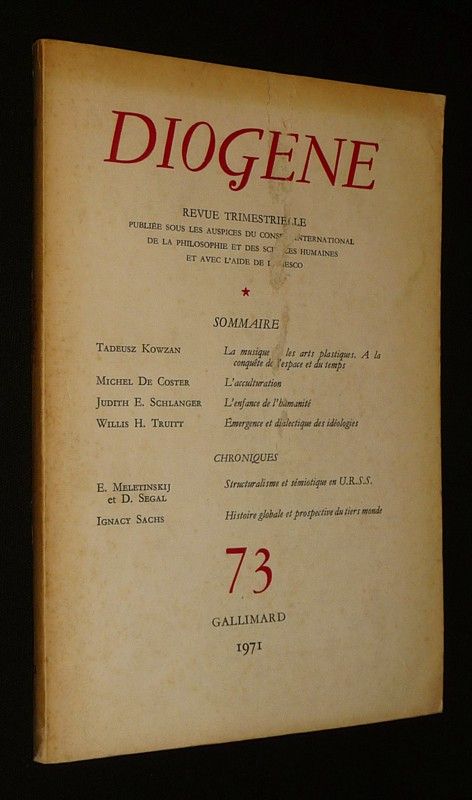 DIOGENE
REVUE TRIMESTRIELLE
PUBLIÉE SOUS LES AUSPICES DU CONSEIL INTERNATIONAL
DE LA PHILOSOPHIE ET DES SCIENCES HUMAINES
ET AVEC L'AIDE DE L'UNESCO
★
SOMMAIRE
TADEUSZ KOWZAN La musique les arts plastiques. A la
conquête de l'espace et du temps
MICHEL DE COSTER L'acculturation
JUDITH E. SCHLANGER L'enfance de l'humanité
WILLIS H. TRUITT Émergence et dialectique des idéologies
CHRONIQUES
E. MELETINSKIJ
et D. SEGAL Structuralisme et sémiotique en U.R.S.S.
IGNACY SACHS Histoire globale et prospective du tiers monde
73
GALLIMARD
1971